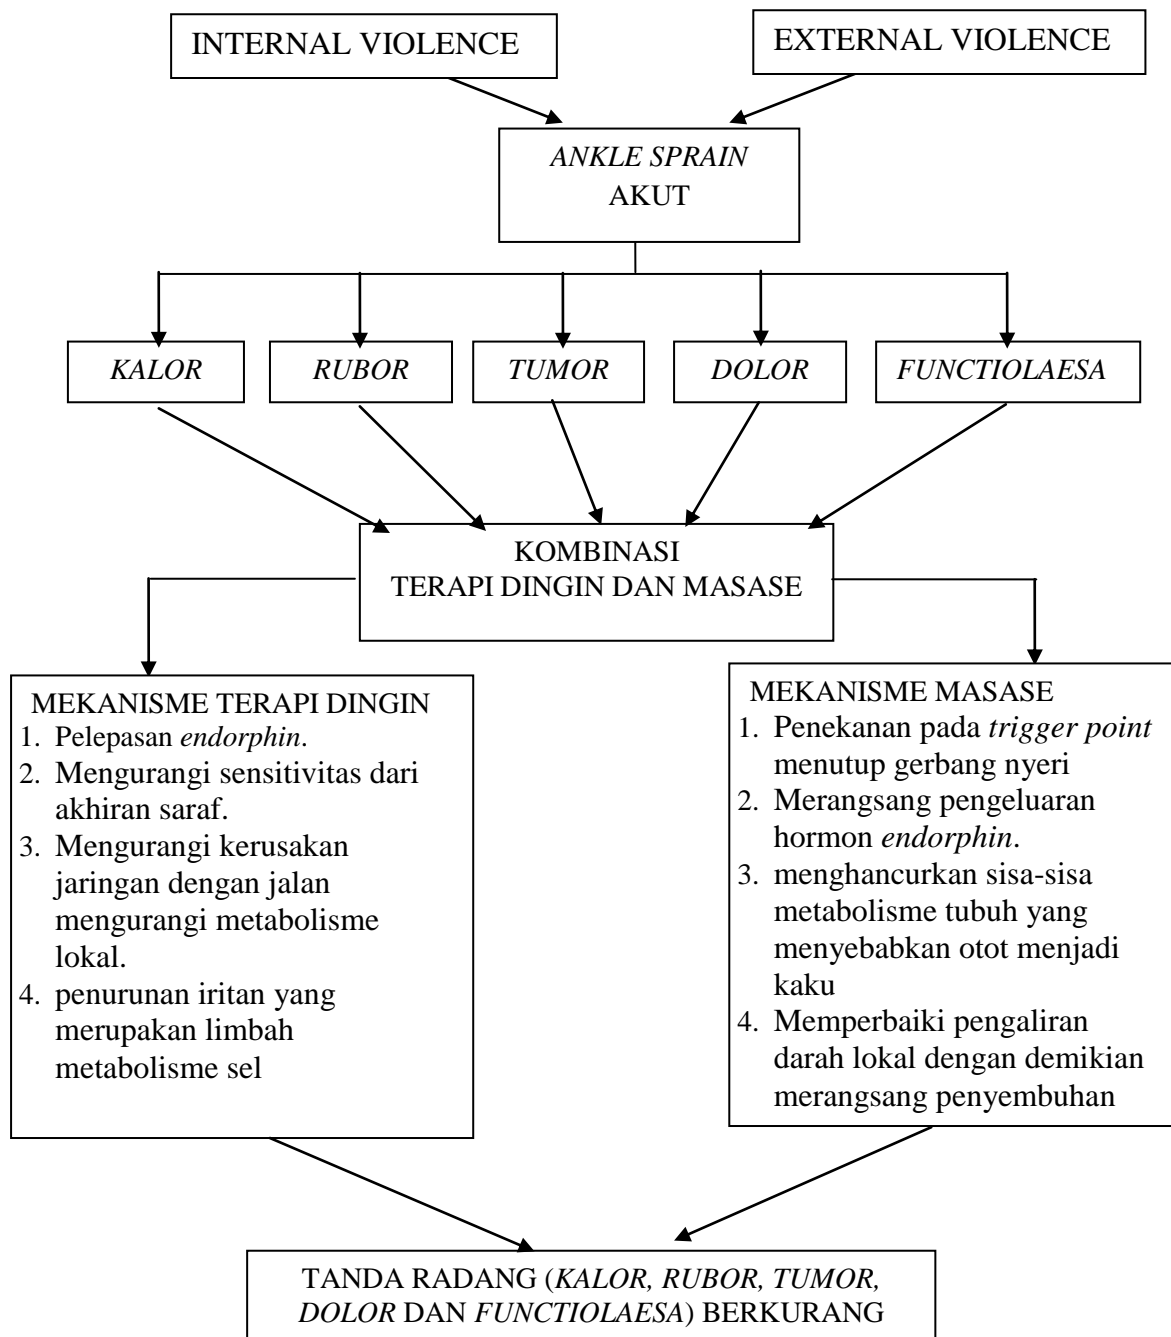 INTERNAL VIOLENCE
EXTERNAL VIOLENCE
ANKLE SPRAIN
AKUT
KALOR
RUBOR
TUMOR
DOLOR
FUNCTIOLAESA
KOMBINASI
TERAPI DINGIN DAN MASASE
MEKANISME TERAPI DINGIN
1. Pelepasan endorphin.
2. Mengurangi sensitivitas dari
akhiran saraf.
3. Mengurangi kerusakan
jaringan dengan jalan
mengurangi metabolisme
lokal.
4. penurunan iritan yang
merupakan limbah
metabolisme sel
MEKANISME MASASE
1. Penekanan pada trigger point
menutup gerbang nyeri
2. Merangsang pengeluaran
hormon endorphin.
3. menghancurkan sisa-sisa
metabolisme tubuh yang
menyebabkan otot menjadi
kaku
4. Memperbaiki pengaliran
darah lokal dengan demikian
merangsang penyembuhan
TANDA RADANG (KALOR, RUBOR, TUMOR,
DOLOR DAN FUNCTIOLAESA) BERKURANG